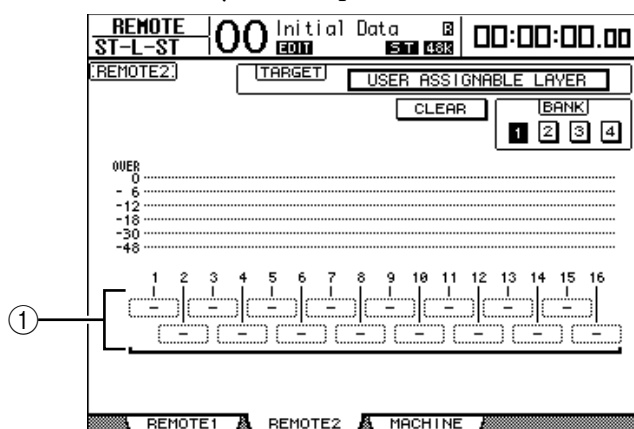 REMOTE
ST-L-ST
00 Initial Data B
EDIT ST 48K
00:00:00.00
REMOTE2
TARGET USER ASSIGNABLE LAYER
CLEAR
BANK
1 2 3 4
OVER
0
- 6
-12
-18
-30
-48
1 2 3 4 5 6 7 8 9 10 11 12 13 14 15 16
- - - - - - - -
- - - - - - - -
1
REMOTE1 REMOTE2 MACHINE